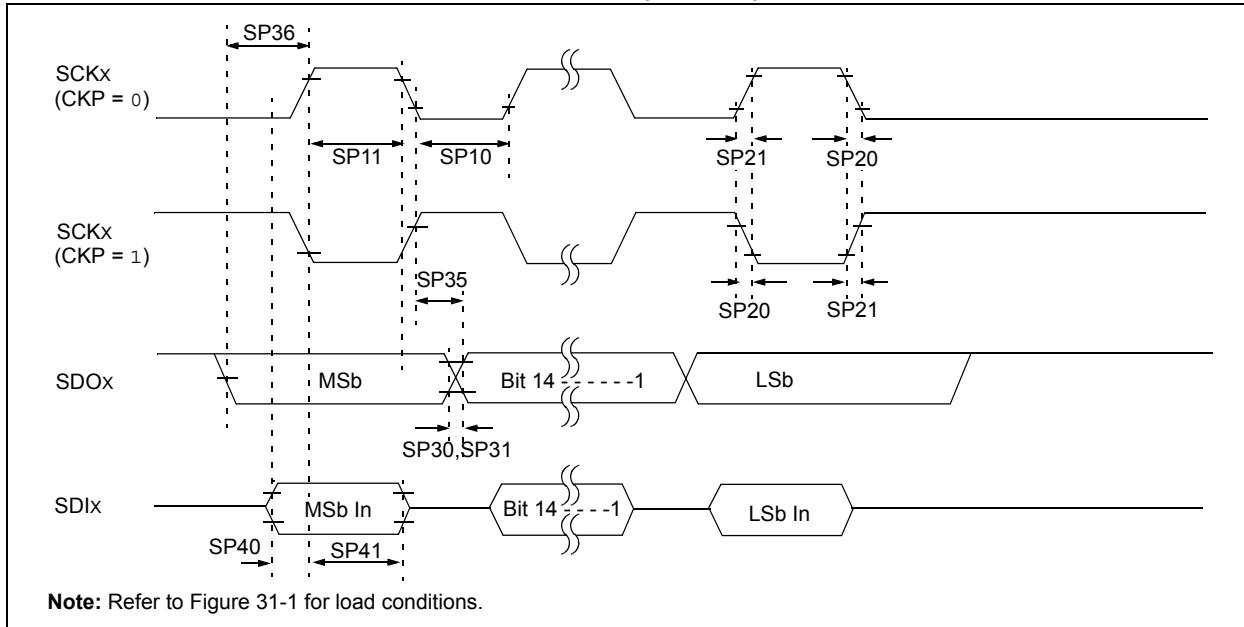 SP36
SCKx
(CKP = 0)
SP11 SP10 SP21 SP20
SCKx
(CKP = 1)
SP35
SP20 SP21
SDOx MSb Bit 14 - - - - - -1 LSb
SP30,SP31
SDIx MSb In Bit 14 - - - -1 LSb In
SP40 SP41
Note: Refer to Figure 31-1 for load conditions.